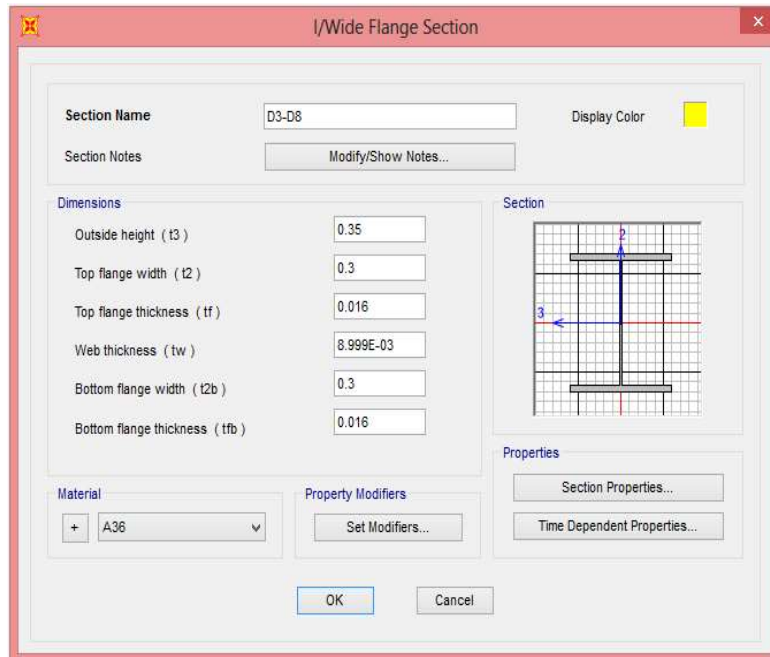 I/Wide Flange Section
x
Section Name D3-D8 Display Color
Section Notes Modify/Show Notes...
Dimensions
Outside height ( t3 ) 0.35
Top flange width ( t2 ) 0.3
Top flange thickness ( tf ) 0.016
Web thickness ( tw ) 8.999E-03
Bottom flange width ( t2b ) 0.3
Bottom flange thickness ( tfb ) 0.016
Section
2
3
Properties
Section Properties...
Time Dependent Properties...
Material
+ A36
Property Modifiers
Set Modifiers...
OK Cancel